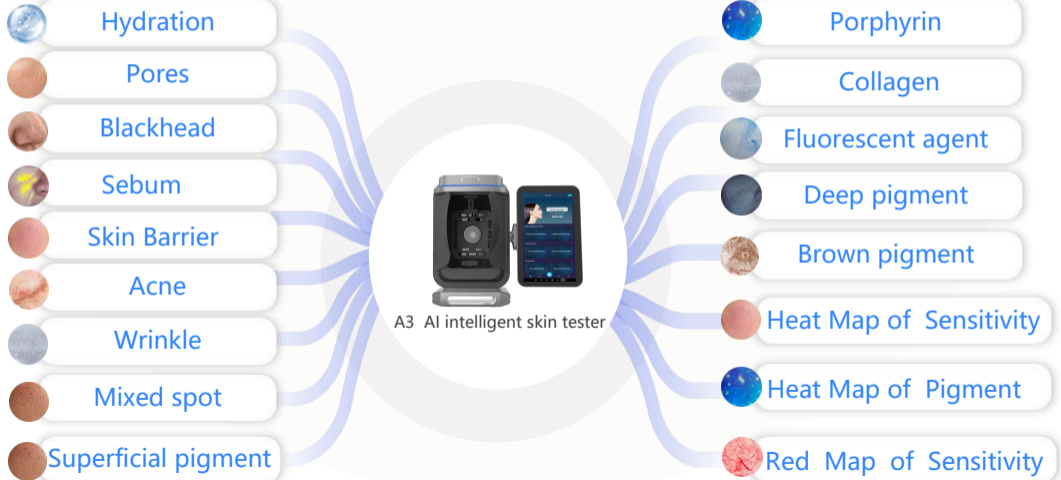 Hydration
Pores
Blackhead
Sebum
Skin Barrier
Acne
Wrinkle
Mixed spot
Superficial pigment
A3 AI intelligent skin tester
Porphyrin
Collagen
Fluorescent agent
Deep pigment
Brown pigment
Heat Map of Sensitivity
Heat Map of Pigment
Red Map of Sensitivity